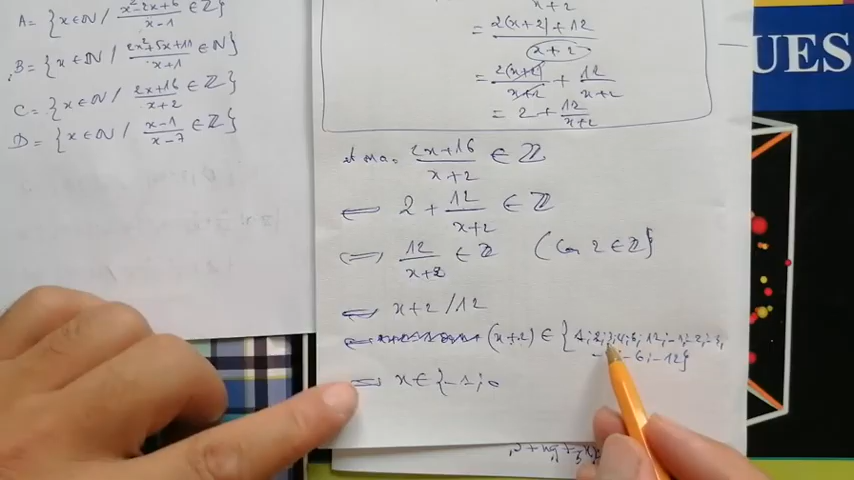 A = {x∈ℕ / x²-2x+6 / x-1 ∈ ℤ}
B = {x∈ℕ / 2x²+5x+11 / x+1 ∈ ℕ}
C = {x∈ℕ / 2x+16 / x+2 ∈ ℤ}
D = {x∈ℕ / x-1 / x-7 ∈ ℤ}
x+2
= 2(x+2)+12 / x+2
= 2(x+2) / x+2 + 12 / x+2
= 2 + 12 / x+2
et on a: 2x+16 / x+2 ∈ ℤ
⟺ 2 + 12 / x+2 ∈ ℤ
⟺ 12 / x+2 ∈ ℤ (Car 2∈ℤ)
⟺ x+2 / 12
⟺ (x+2) ∈ {1; 2; 3; 4; 6; 12; -1; -2; -3;
-6; -12}
⟺ x∈{-1; 0
UES